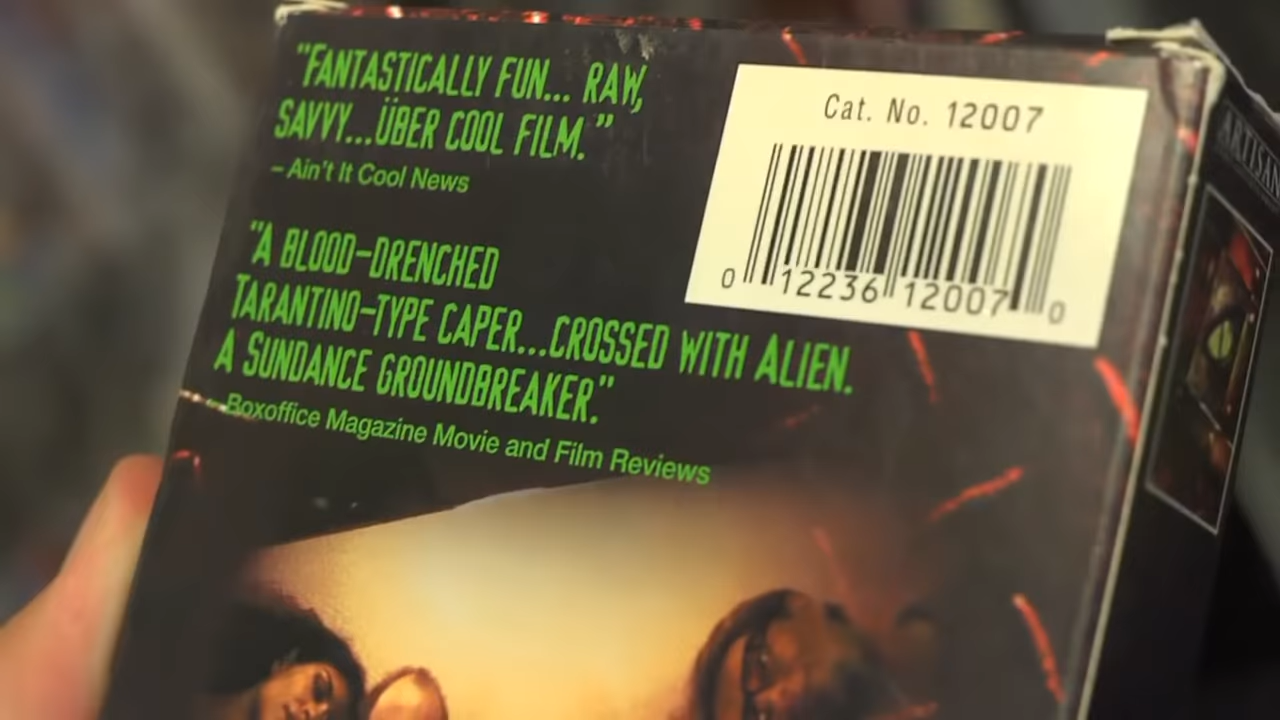 "FANTASTICALLY FUN... RAW,
SAVVY...ÜBER COOL FILM."
– Ain't It Cool News
"A BLOOD-DRENCHED
TARANTINO-TYPE CAPER...CROSSED WITH ALIEN.
A SUNDANCE GROUNDBREAKER."
– Boxoffice Magazine Movie and Film Reviews
Cat. No. 12007
0 12236 12007 0
ARTISAN